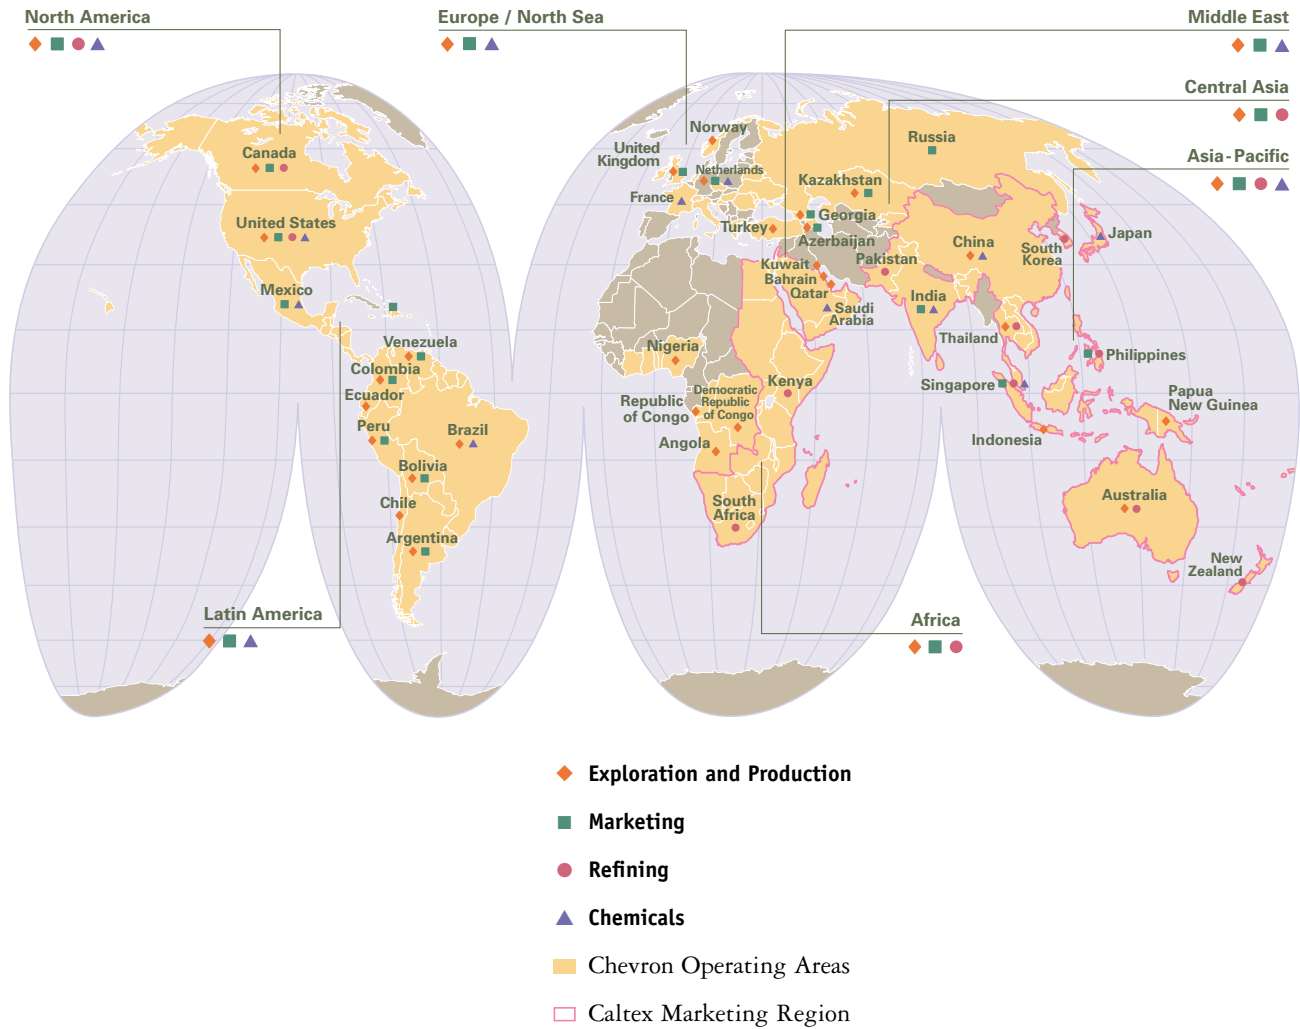 North America
Europe / North Sea
Middle East
Central Asia
Asia-Pacific
Norway
United
Kingdom
Netherlands
France
Russia
Kazakhstan
Georgia
Turkey
Azerbaijan
Canada
United States
Mexico
Kuwait
Bahrain
Qatar
Saudi
Arabia
Pakistan
China
India
South
Korea
Japan
Thailand
Philippines
Singapore
Indonesia
Papua
New Guinea
Venezuela
Colombia
Ecuador
Peru
Brazil
Bolivia
Chile
Argentina
Nigeria
Kenya
Democratic
Republic
of Congo
Republic
of Congo
Angola
South
Africa
Australia
New
Zealand
Latin America
Africa
Exploration and Production
Marketing
Refining
Chemicals
Chevron Operating Areas
Caltex Marketing Region